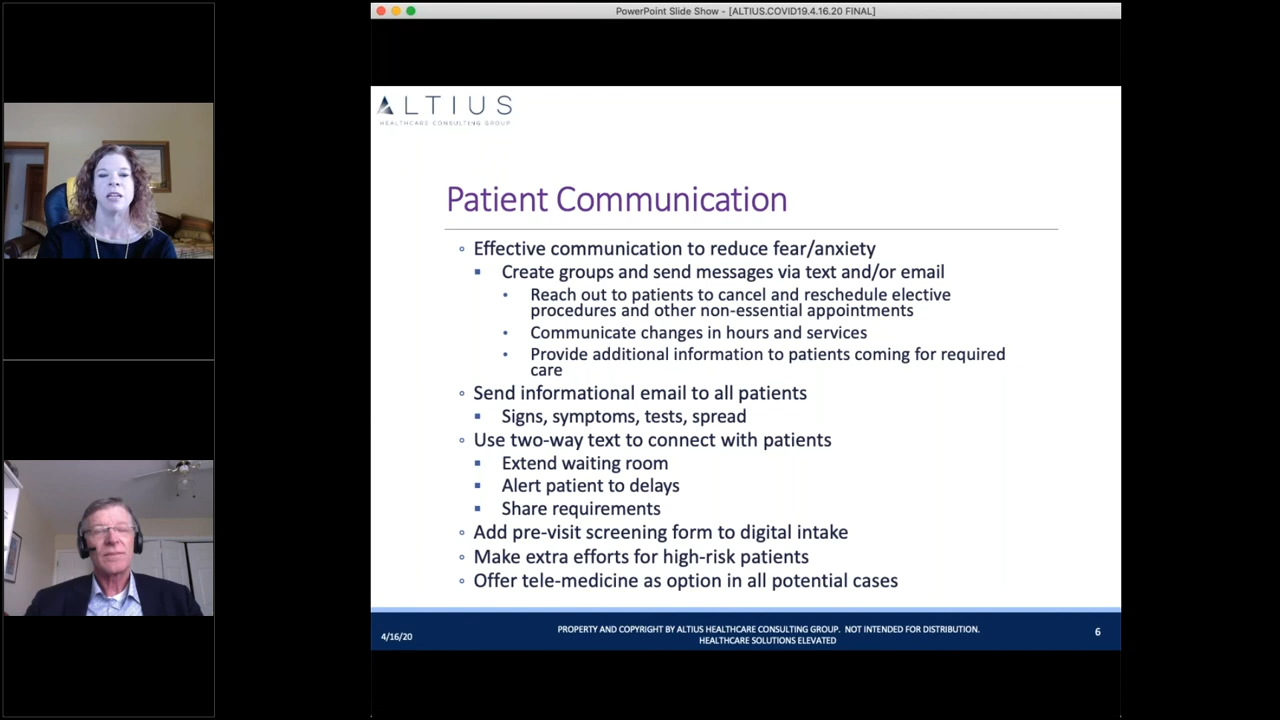 PowerPoint Slide Show - [ALTIUS.COVID19.4.16.20 FINAL]
ALTIUS
HEALTHCARE CONSULTING GROUP
Patient Communication
◦ Effective communication to reduce fear/anxiety
▪ Create groups and send messages via text and/or email
• Reach out to patients to cancel and reschedule elective
procedures and other non-essential appointments
• Communicate changes in hours and services
• Provide additional information to patients coming for required
care
◦ Send informational email to all patients
▪ Signs, symptoms, tests, spread
◦ Use two-way text to connect with patients
▪ Extend waiting room
▪ Alert patient to delays
▪ Share requirements
◦ Add pre-visit screening form to digital intake
◦ Make extra efforts for high-risk patients
◦ Offer tele-medicine as option in all potential cases
4/16/20
PROPERTY AND COPYRIGHT BY ALTIUS HEALTHCARE CONSULTING GROUP. NOT INTENDED FOR DISTRIBUTION.
HEALTHCARE SOLUTIONS ELEVATED
6